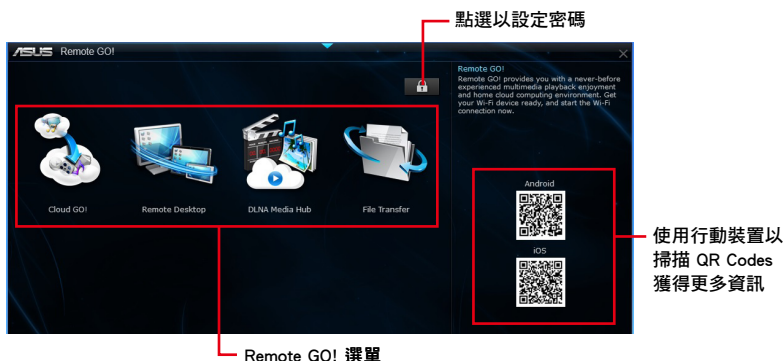 點選以設定密碼
ASUS Remote GO!
Remote GO!
Remote GO! provides you with a never-before
experienced multimedia playback enjoyment
and home cloud computing environment. Get
your Wi-Fi device ready, and start the Wi-Fi
connection now.
Cloud GO!
Remote Desktop
DLNA Media Hub
File Transfer
Android
iOS
使用行動裝置以
掃描 QR Codes
獲得更多資訊
Remote GO! 選單